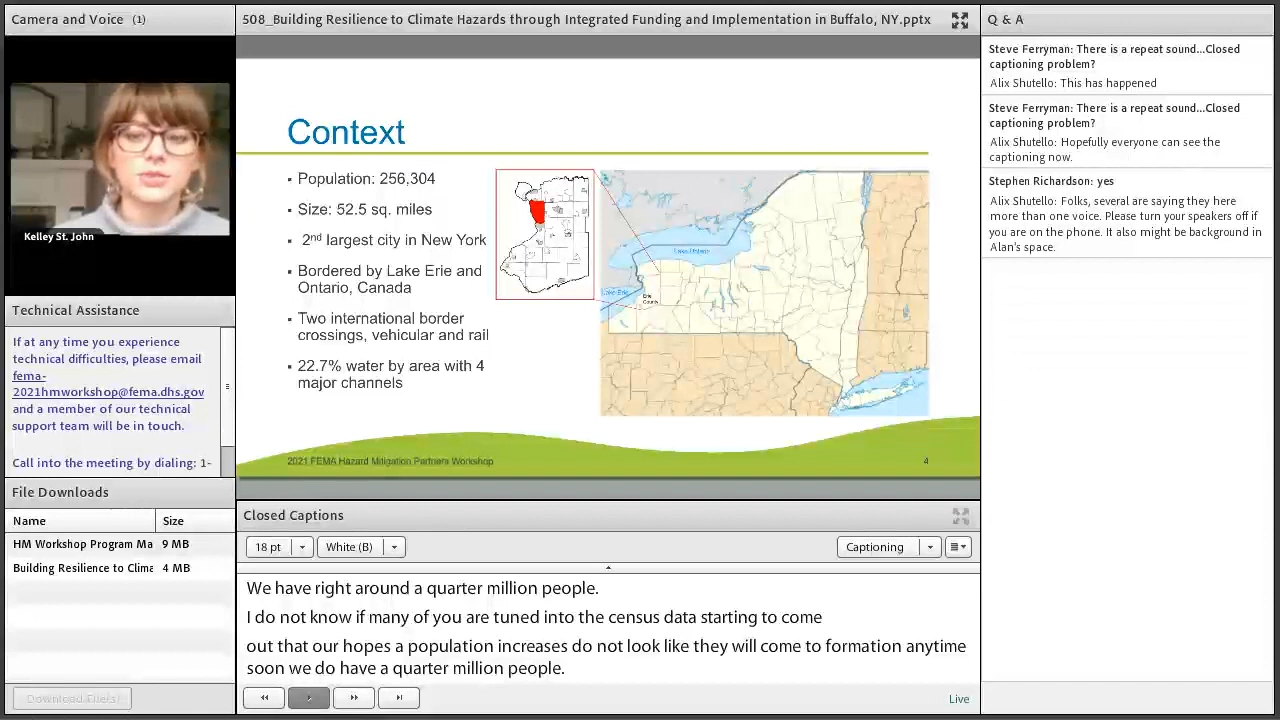 Camera and Voice (1)
Kelley St. John
Technical Assistance
If at any time you experience
technical difficulties, please email
fema-
2021hmworkshop@fema.dhs.gov
and a member of our technical
support team will be in touch.
Call into the meeting by dialing: 1-
File Downloads
Name Size
HM Workshop Program Ma 9 MB
Building Resilience to Clima 4 MB
Download File(s)
508_Building Resilience to Climate Hazards through Integrated Funding and Implementation in Buffalo, NY.pptx
Context
▪ Population: 256,304
▪ Size: 52.5 sq. miles
▪ 2nd largest city in New York
▪ Bordered by Lake Erie and
Ontario, Canada
▪ Two international border
crossings, vehicular and rail
▪ 22.7% water by area with 4
major channels
Lake Ontario
Lake Erie
Erie
County
2021 FEMA Hazard Mitigation Partners Workshop 4
Closed Captions
18 pt White (B) Captioning
We have right around a quarter million people.
I do not know if many of you are tuned into the census data starting to come
out that our hopes a population increases do not look like they will come to formation anytime
soon we do have a quarter million people.
Live
Q & A
Steve Ferryman: There is a repeat sound...Closed
captioning problem?
Alix Shutello: This has happened
Steve Ferryman: There is a repeat sound...Closed
captioning problem?
Alix Shutello: Hopefully everyone can see the
captioning now.
Stephen Richardson: yes
Alix Shutello: Folks, several are saying they here
more than one voice. Please turn your speakers off if
you are on the phone. It also might be background in
Alan's space.